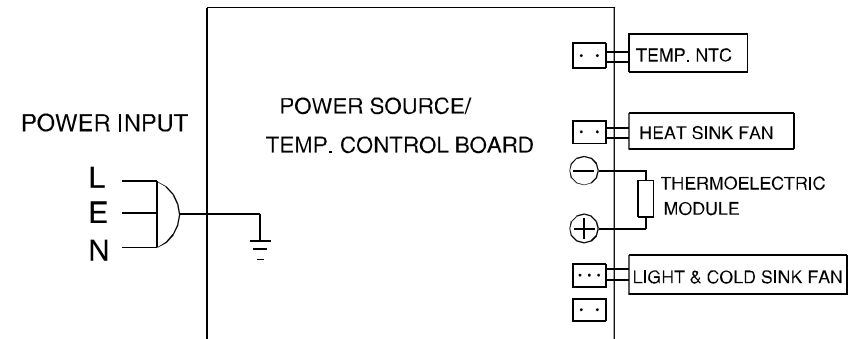 POWER INPUT
L
E
N
POWER SOURCE/
TEMP. CONTROL BOARD
TEMP. NTC
HEAT SINK FAN
THERMOELECTRIC
MODULE
LIGHT & COLD SINK FAN